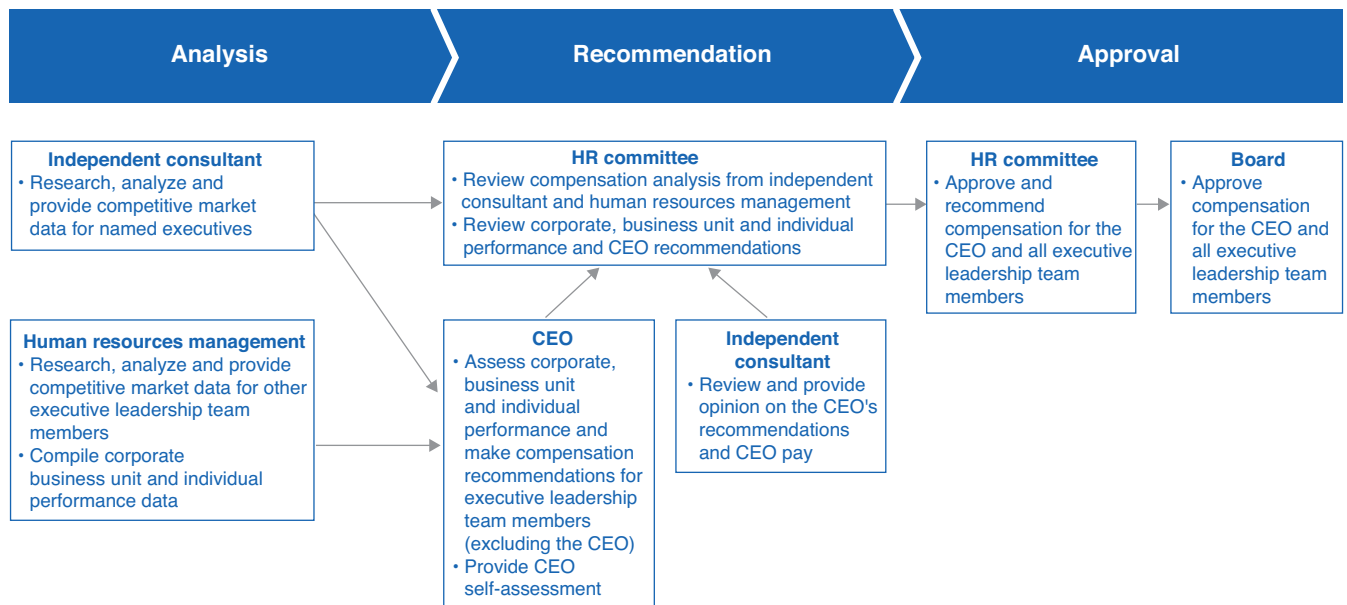 Analysis
Recommendation
Approval
Independent consultant
• Research, analyze and
provide competitive market
data for named executives
Human resources management
• Research, analyze and provide
competitive market data for other
executive leadership team
members
• Compile corporate
business unit and individual
performance data
HR committee
• Review compensation analysis from independent
consultant and human resources management
• Review corporate, business unit and individual
performance and CEO recommendations
CEO
• Assess corporate,
business unit
and individual
performance and
make compensation
recommendations for
executive leadership
team members
(excluding the CEO)
• Provide CEO
self-assessment
Independent
consultant
• Review and provide
opinion on the CEO's
recommendations
and CEO pay
HR committee
• Approve and
recommend
compensation for the
CEO and all executive
leadership team
members
Board
• Approve
compensation
for the CEO and
all executive
leadership team
members